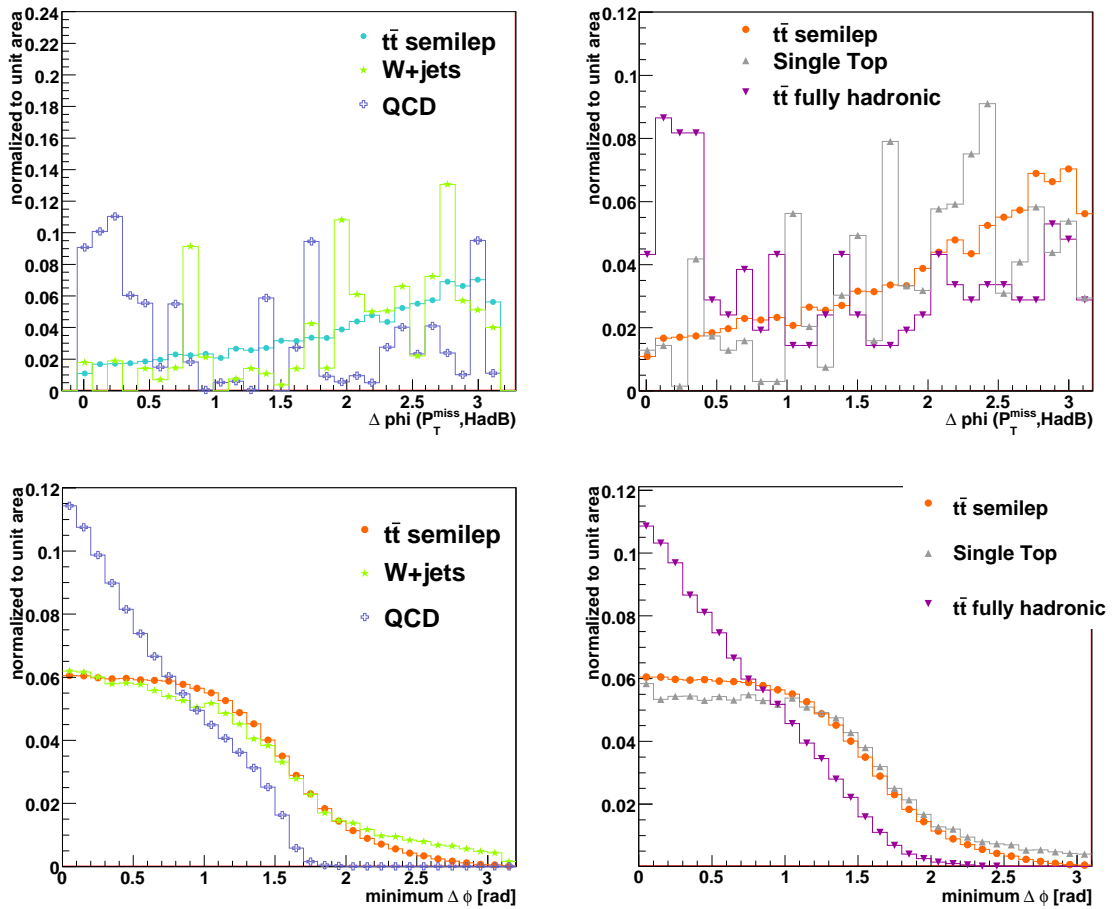 normalized to unit area
0.24
0.22
0.2
0.18
0.16
0.14
0.12
0.1
0.08
0.06
0.04
0.02
0
tt̄ semilep
W+jets
QCD
0 0.5 1 1.5 2 2.5 3
Δ phi (P_T^miss,HadB)
normalized to unit area
0.12
0.1
0.08
0.06
0.04
0.02
0
tt̄ semilep
Single Top
tt̄ fully hadronic
0 0.5 1 1.5 2 2.5 3
Δ phi (P_T^miss,HadB)
normalized to unit area
0.12
0.1
0.08
0.06
0.04
0.02
0
tt̄ semilep
W+jets
QCD
0 0.5 1 1.5 2 2.5 3
minimum Δ ϕ [rad]
normalized to unit area
0.12
0.1
0.08
0.06
0.04
0.02
0
tt̄ semilep
Single Top
tt̄ fully hadronic
0 0.5 1 1.5 2 2.5 3
minimum Δ ϕ [rad]